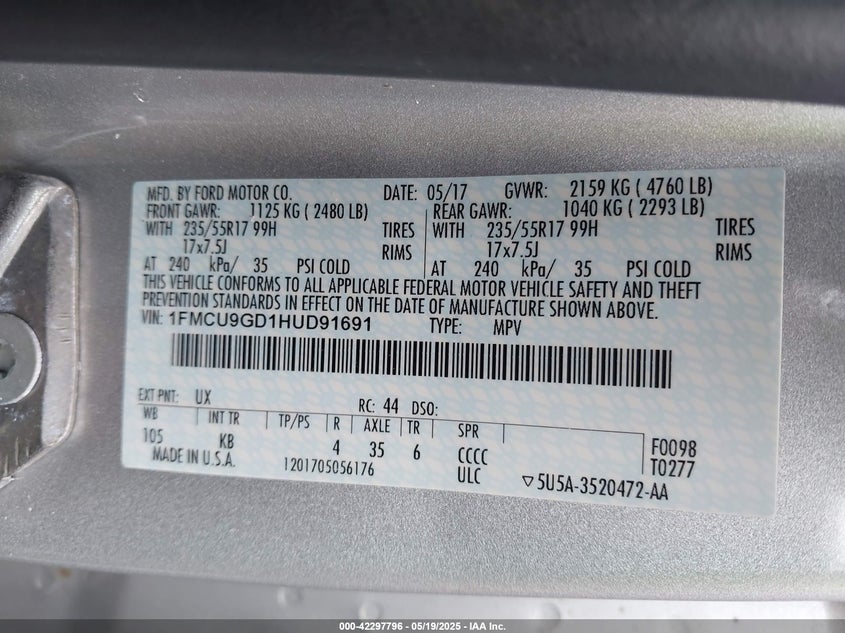 MFD. BY FORD MOTOR CO. DATE: 05/17 GVWR: 2159 KG ( 4760 LB)
FRONT GAWR: 1125 KG ( 2480 LB) REAR GAWR: 1040 KG ( 2293 LB)
WITH 235/55R17 99H TIRES WITH 235/55R17 99H TIRES
17x7.5J RIMS 17x7.5J RIMS
AT 240 kPa/ 35 PSI COLD AT 240 kPa/ 35 PSI COLD
THIS VEHICLE CONFORMS TO ALL APPLICABLE FEDERAL MOTOR VEHICLE SAFETY AND THEFT
PREVENTION STANDARDS IN EFFECT ON THE DATE OF MANUFACTURE SHOWN ABOVE.
VIN: 1FMCU9GD1HUD91691 TYPE: MPV
EXT PNT: UX RC: 44 DSO:
WB INT TR TP/PS R AXLE TR SPR
105 KB 4 35 6 CCCC F0098
MADE IN U.S.A. 1201705056176 ULC T0277
▽5U5A-3520472-AA
000-42297796 - 05/19/2025 - IAA Inc.